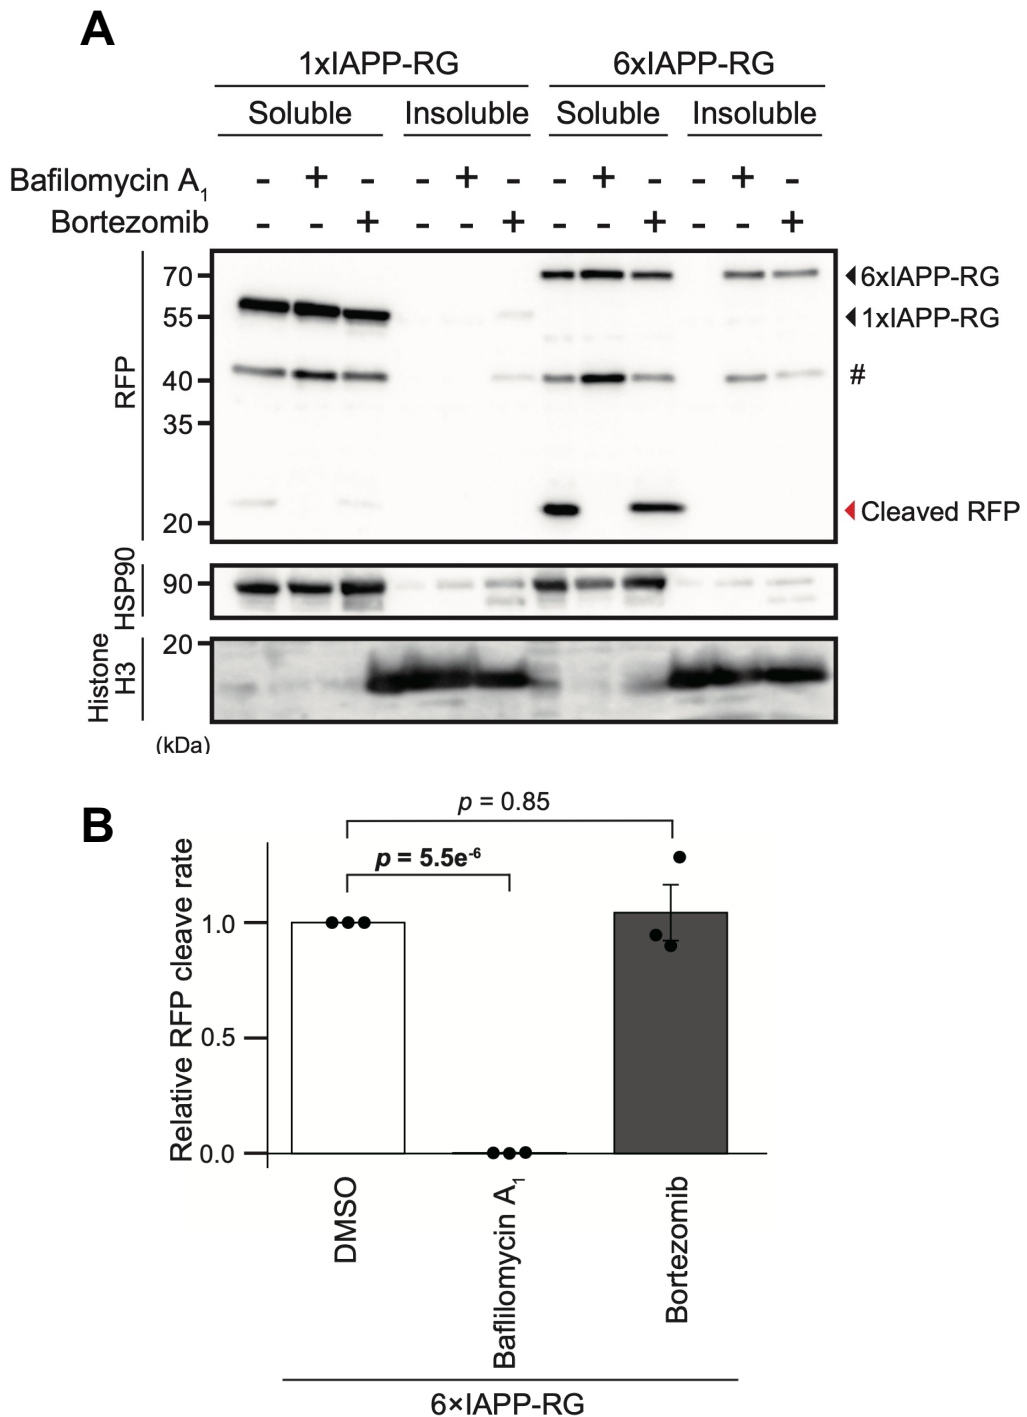 A
1xIAPP-RG 6xIAPP-RG
Soluble Insoluble Soluble Insoluble
Bafilomycin A1 - + - - + - - + - - + -
Bortezomib - - + - - + - - + - - +
RFP
70
55
40
35
20
6xIAPP-RG
1xIAPP-RG
#
Cleaved RFP
HSP90
90
Histone
H3
20
(kDa)
B
p = 0.85
p = 5.5e-6
Relative RFP cleave rate
1.0
0.5
0.0
DMSO
Bafiilomycin A1
Bortezomib
6×IAPP-RG